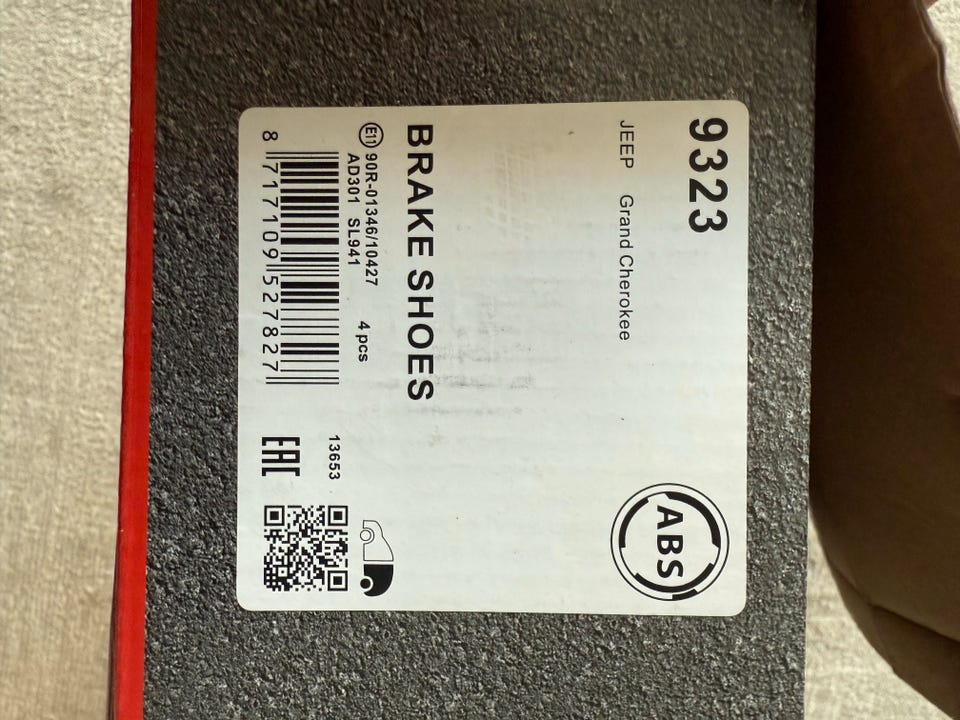 9323
JEEP Grand Cherokee
ABS
BRAKE SHOES
E11 90R-01346/10427
AD301 SL941 4 pcs
8 717109 527827
13653
EAC